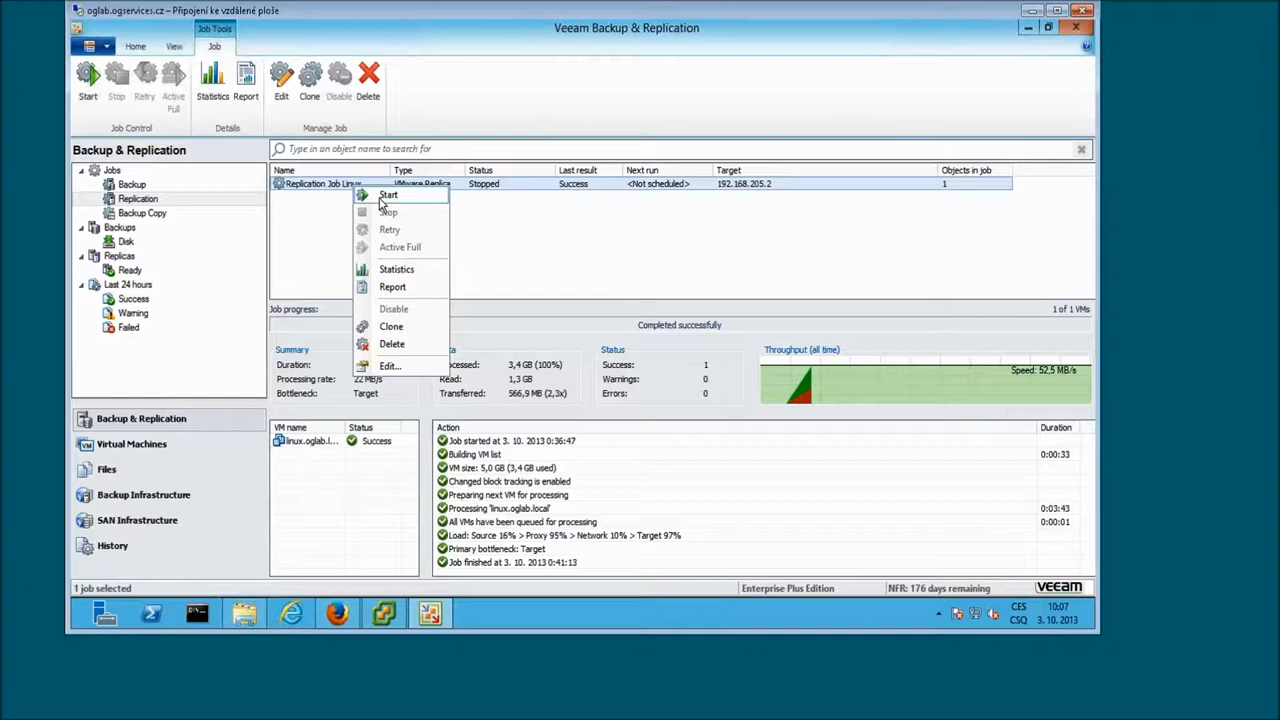 oglab.ogservices.cz - Připojení ke vzdálené ploše
Job Tools
Veeam Backup & Replication
Home View Job
Start Stop Retry Active Full Statistics Report Edit Clone Disable Delete
Job Control Details Manage Job
Backup & Replication
Type in an object name to search for
Jobs
Backup
Replication
Backup Copy
Backups
Disk
Replicas
Ready
Last 24 hours
Success
Warning
Failed
Name Type Status Last result Next run Target Objects in job
Replication Job Linux VMware Replica Stopped Success <Not scheduled> 192.168.205.2 1
Start
Stop
Retry
Active Full
Statistics
Report
Disable
Clone
Delete
Edit...
Job progress: 1 of 1 VMs
Completed successfully
Summary
Duration:
Processing rate: 22 MB/s
Bottleneck: Target
3,4 GB (100%)
Read: 1,3 GB
Transferred: 566,9 MB (2,3x)
Status
Success: 1
Warnings: 0
Errors: 0
Throughput (all time)
Speed: 52,5 MB/s
Backup & Replication
Virtual Machines
Files
Backup Infrastructure
SAN Infrastructure
History
VM name Status
linux.oglab.l... Success
Action Duration
Job started at 3. 10. 2013 0:36:47
Building VM list 0:00:33
VM size: 5,0 GB (3,4 GB used)
Changed block tracking is enabled
Preparing next VM for processing
Processing 'linux.oglab.local' 0:03:43
All VMs have been queued for processing 0:00:01
Load: Source 16% > Proxy 95% > Network 10% > Target 97%
Primary bottleneck: Target
Job finished at 3. 10. 2013 0:41:13
1 job selected
Enterprise Plus Edition
NFR: 176 days remaining
veeam
CES 10:07
CSQ 3. 10. 2013